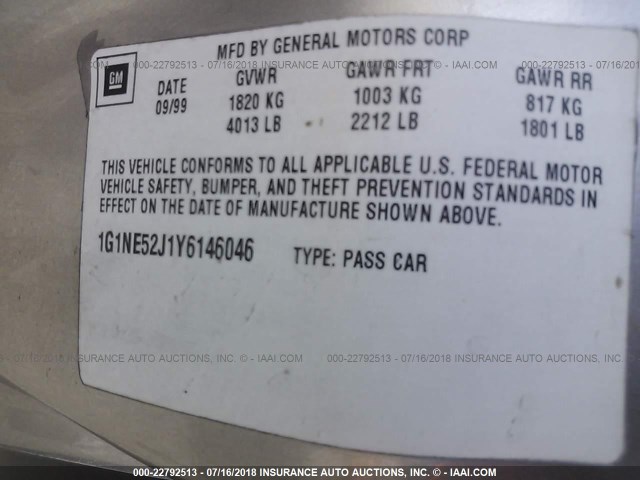 MFD BY GENERAL MOTORS CORP
GM
DATE GVWR GAWR FRT GAWR RR
09/99 1820 KG 1003 KG 817 KG
4013 LB 2212 LB 1801 LB
THIS VEHICLE CONFORMS TO ALL APPLICABLE U.S. FEDERAL MOTOR
VEHICLE SAFETY, BUMPER, AND THEFT PREVENTION STANDARDS IN
EFFECT ON THE DATE OF MANUFACTURE SHOWN ABOVE.
1G1NE52J1Y6146046 TYPE: PASS CAR
000-22792513 - 07/16/2018 INSURANCE AUTO AUCTIONS, INC. - © IAAI.COM